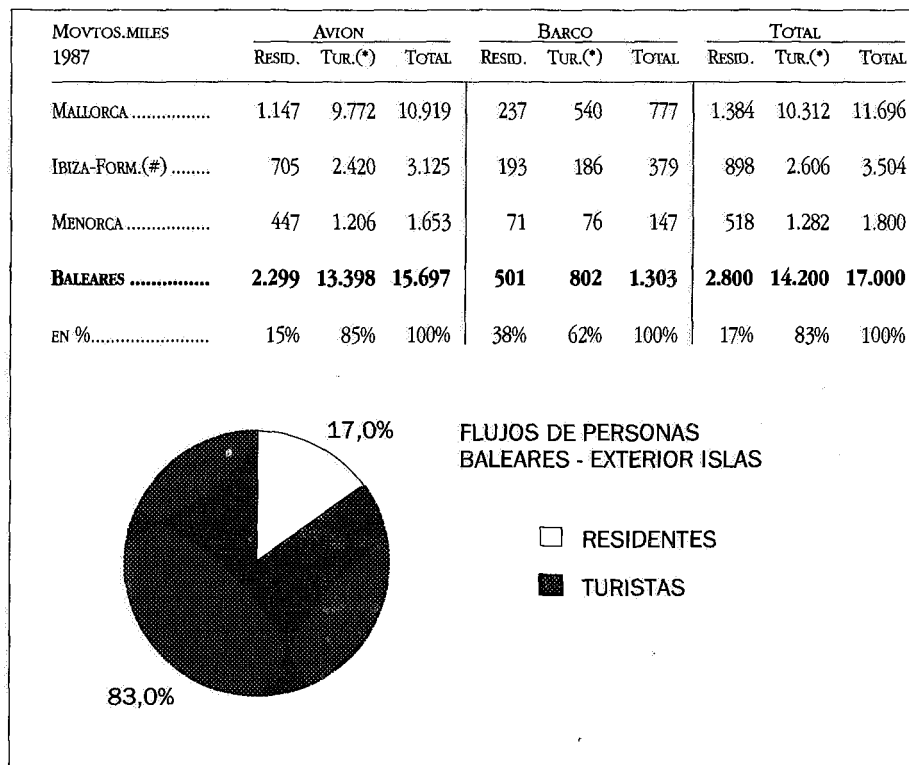 MOVTOS.MILES AVION BARCO TOTAL
1987 RESID. TUR.(*) TOTAL RESID. TUR.(*) TOTAL RESID. TUR.(*) TOTAL
MALLORCA ................ 1.147 9.772 10.919 237 540 777 1.384 10.312 11.696
IBIZA-FORM.(#) ........ 705 2.420 3.125 193 186 379 898 2.606 3.504
MENORCA ................. 447 1.206 1.653 71 76 147 518 1.282 1.800
BALEARES ............... 2.299 13.398 15.697 501 802 1.303 2.800 14.200 17.000
EN %........................ 15% 85% 100% 38% 62% 100% 17% 83% 100%
17,0%
FLUJOS DE PERSONAS
BALEARES - EXTERIOR ISLAS
RESIDENTES
TURISTAS
83,0%